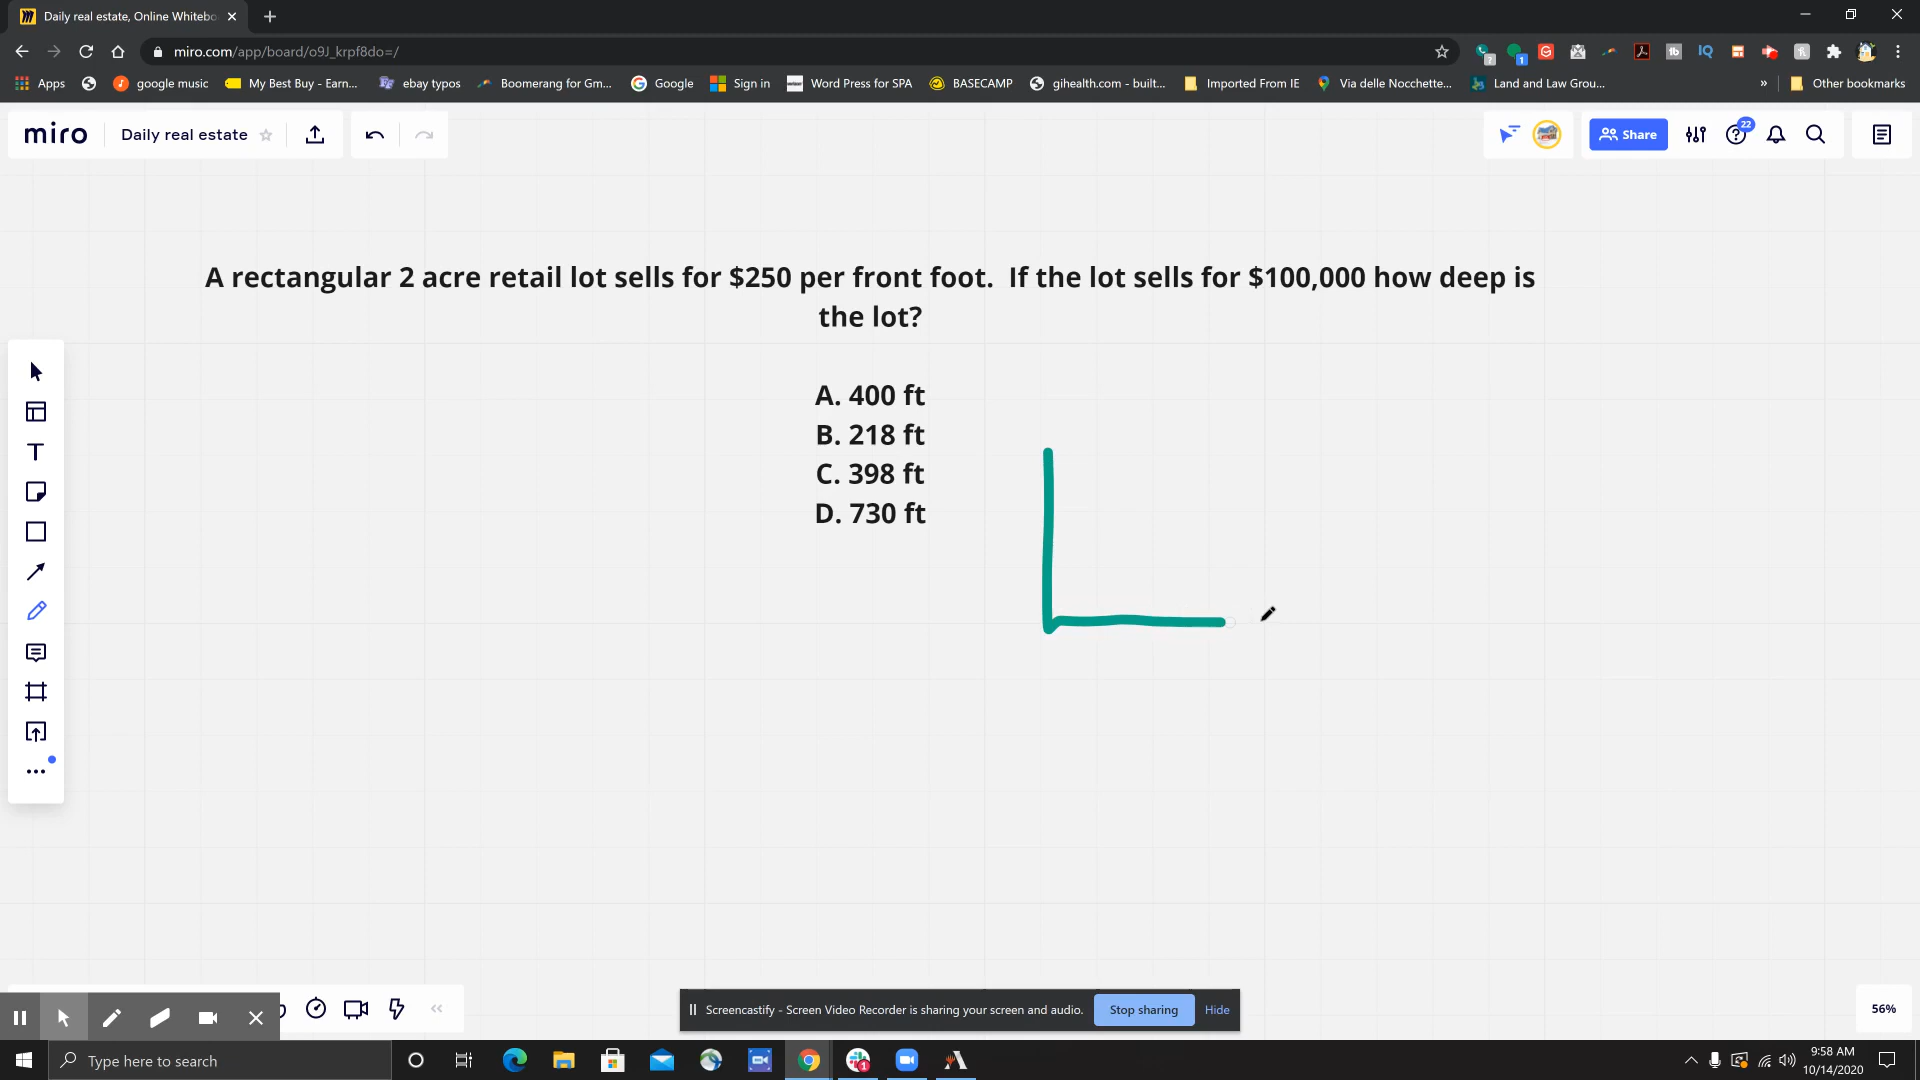 Daily real estate, Online Whitebo
miro.com/app/board/o9J_krpf8do=/
Apps
google music
My Best Buy - Earn...
ebay typos
Boomerang for Gm...
Google
Sign in
Word Press for SPA
BASECAMP
gihealth.com - built...
Imported From IE
Via delle Nocchette...
Land and Law Grou...
»
Other bookmarks
miro
Daily real estate
Share
22
A rectangular 2 acre retail lot sells for $250 per front foot. If the lot sells for $100,000 how deep is
the lot?
A. 400 ft
B. 218 ft
C. 398 ft
D. 730 ft
T
Screencastify - Screen Video Recorder is sharing your screen and audio.
Stop sharing
Hide
56%
Type here to search
9:58 AM
10/14/2020